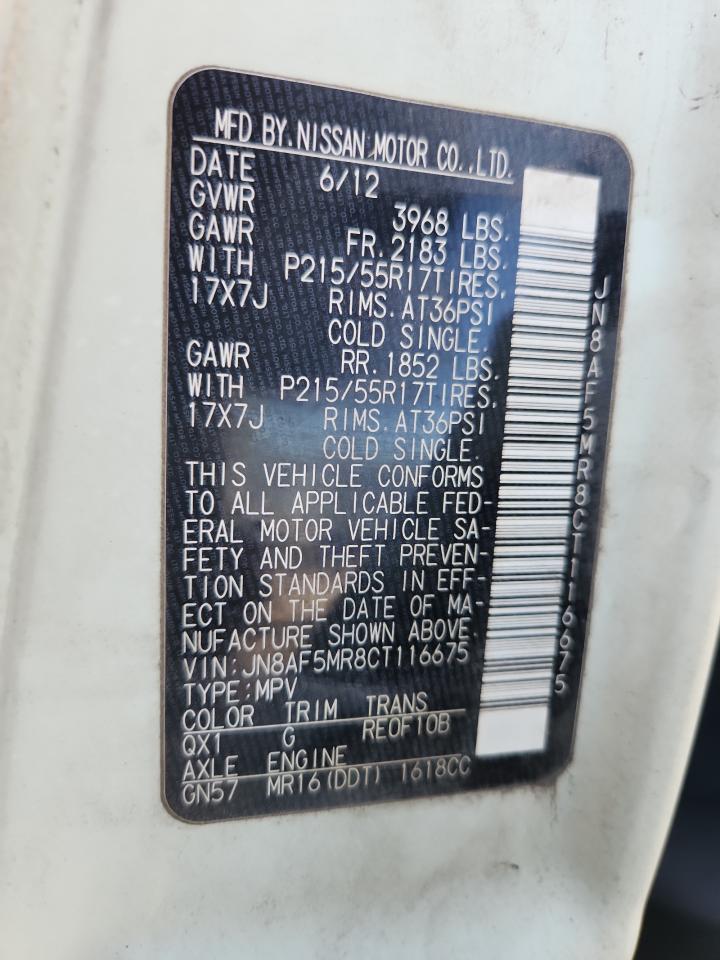 MFD BY.NISSAN MOTOR CO.,LTD.
DATE 6/12
GVWR 3968 LBS.
GAWR FR.2183 LBS.
WITH P215/55R17TIRES,
17X7J RIMS.AT36PSI
COLD SINGLE.
GAWR RR.1852 LBS.
WITH P215/55R17TIRES,
17X7J RIMS.AT36PSI
COLD SINGLE.
THIS VEHICLE CONFORMS
TO ALL APPLICABLE FED-
ERAL MOTOR VEHICLE SA-
FETY AND THEFT PREVEN-
TION STANDARDS IN EFF-
ECT ON THE DATE OF MA-
NUFACTURE SHOWN ABOVE.
VIN:JN8AF5MR8CT116675
TYPE:MPV
COLOR TRIM TRANS
QX1 G RE0F10B
AXLE ENGINE
GN57 MR16(DDT) 1618CC
JN8AF5MR8CT116675